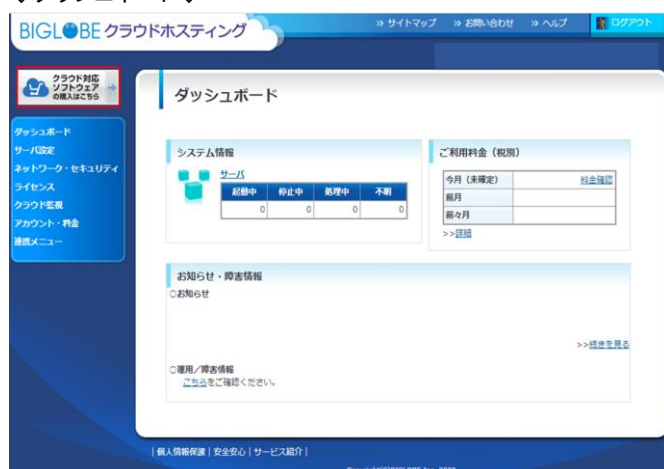 BIGLOBE クラウドホスティング
» サイトマップ » お問い合わせ » ヘルプ ログアウト
クラウド対応
ソフトウェア
の購入はこちら
ダッシュボード
サーバ設定
ネットワーク・セキュリティ
ライセンス
クラウド監視
アカウント・料金
連携メニュー
ダッシュボード
システム情報
サーバ
起動中 停止中 処理中 不明
0 0 0 0
ご利用料金（税別）
今月（未確定） 料金確認
前月
前々月
>>詳細
お知らせ・障害情報
○お知らせ
>>続きを見る
○運用／障害情報
こちらをご確認ください。
| 個人情報保護 | 安全安心 | サービス紹介 |